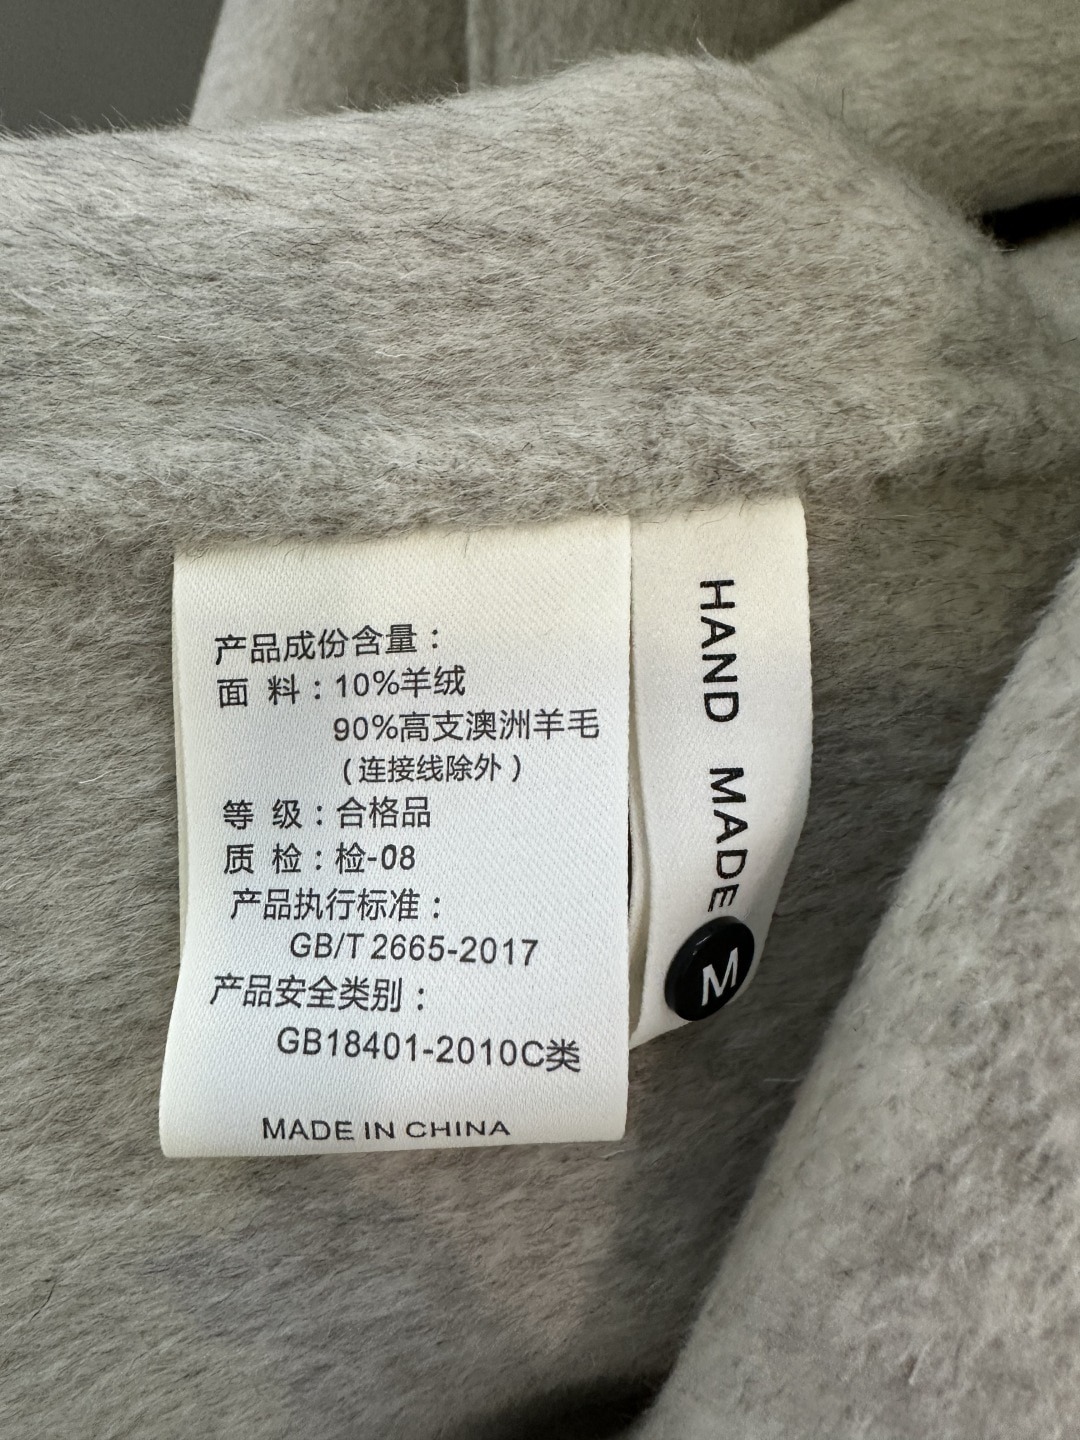 产品成份含量：
面 料：10%羊绒
90%高支澳洲羊毛
（连接线除外）
等 级：合格品
质 检：检-08
产品执行标准：
GB/T 2665-2017
产品安全类别：
GB18401-2010C类
MADE IN CHINA
HAND MADE
M